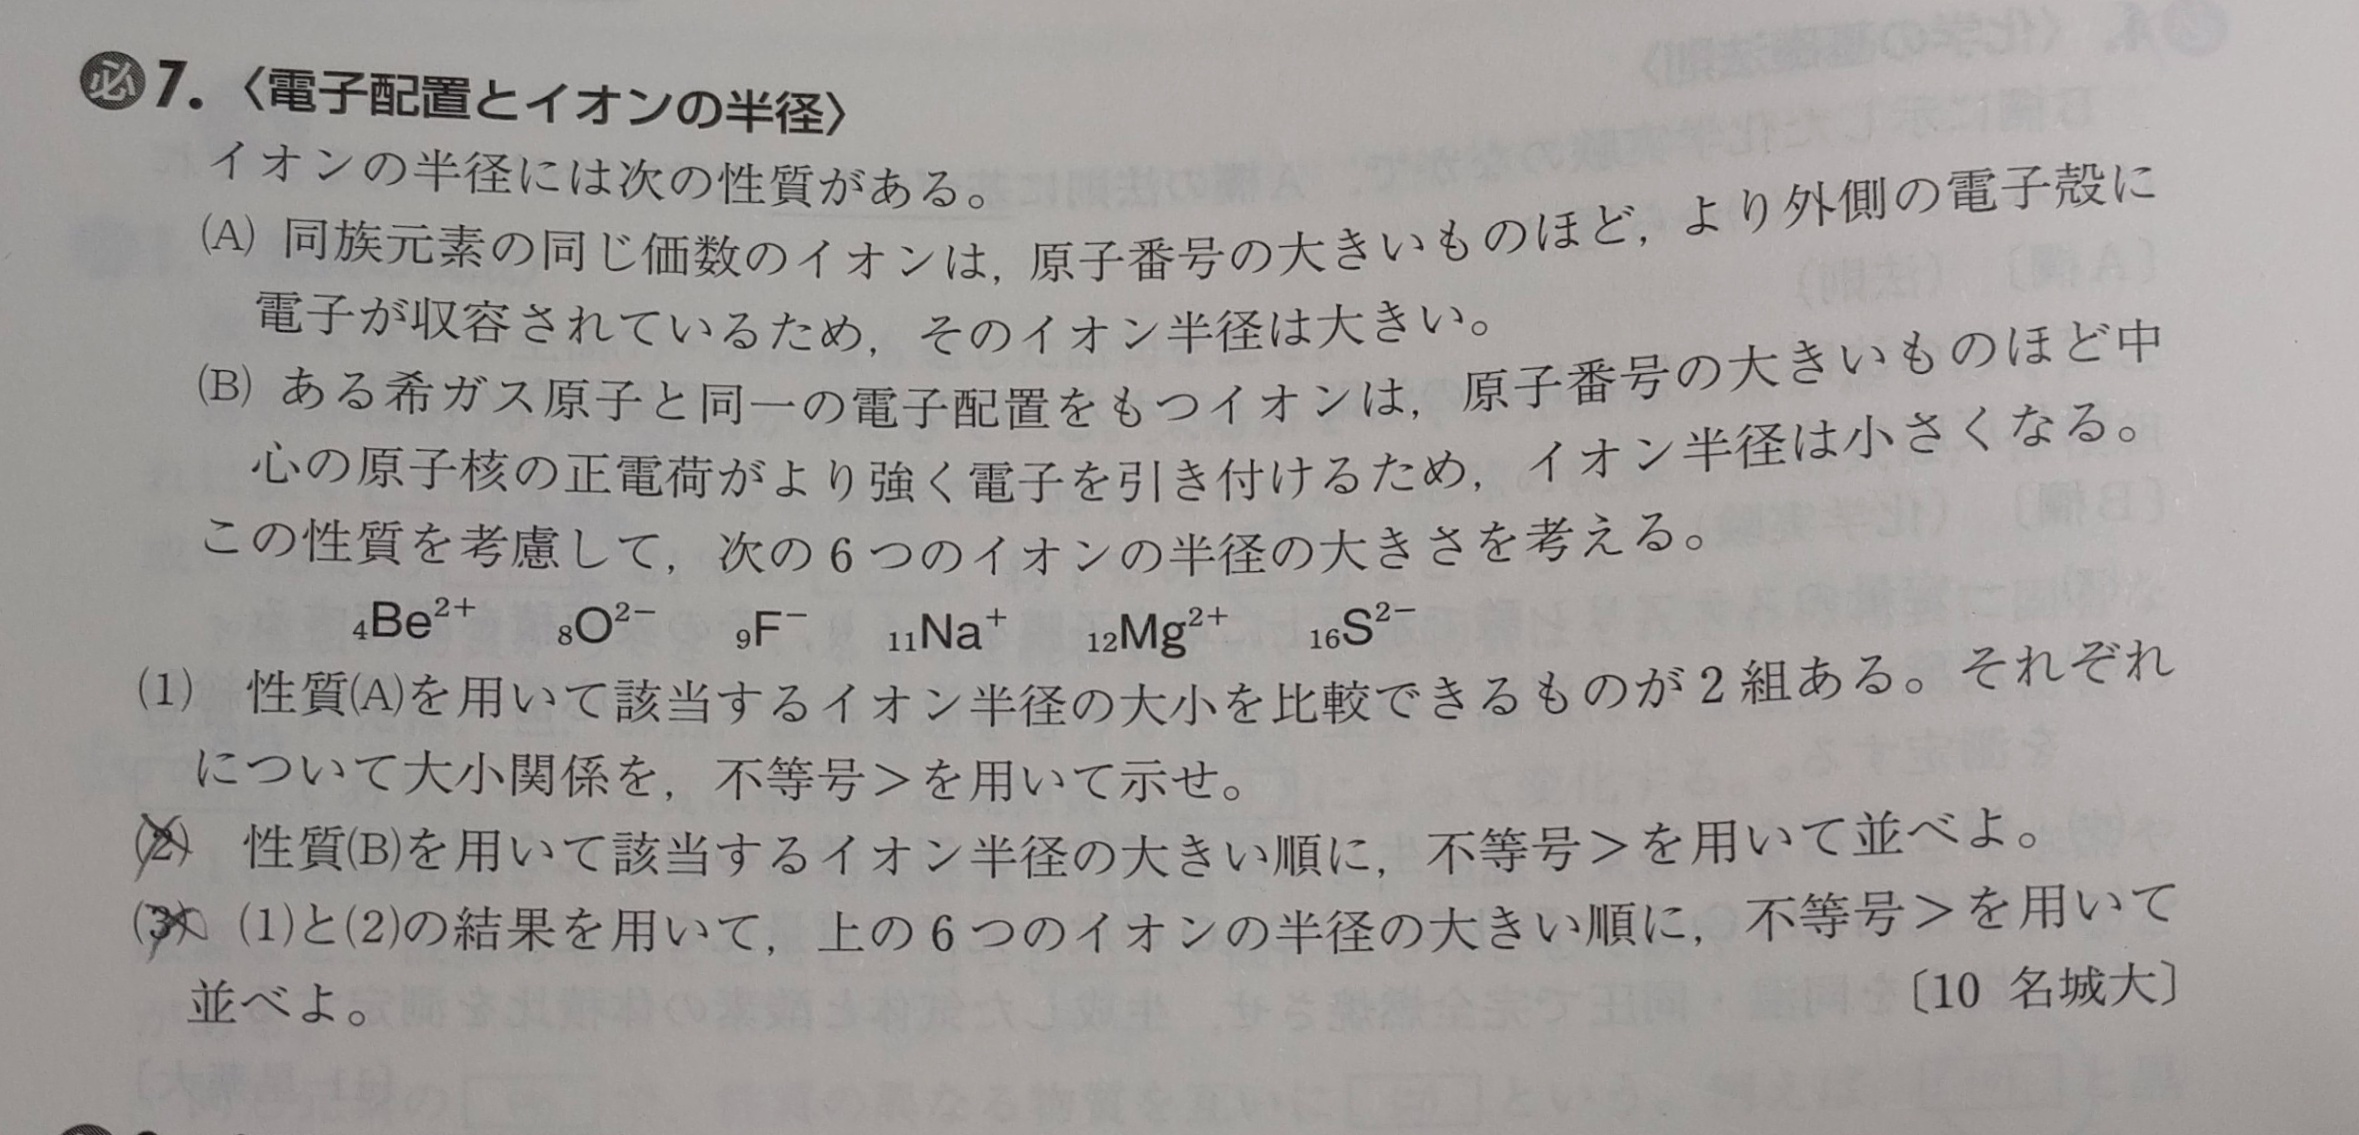 必7.〈電子配置とイオンの半径〉
イオンの半径には次の性質がある。
(A) 同族元素の同じ価数のイオンは，原子番号の大きいものほど，より外側の電子殻に
電子が収容されているため，そのイオン半径は大きい。
(B) ある希ガス原子と同一の電子配置をもつイオンは，原子番号の大きいものほど中
心の原子核の正電荷がより強く電子を引き付けるため，イオン半径は小さくなる。
この性質を考慮して，次の6つのイオンの半径の大きさを考える。
₄Be²⁺ ₈O²⁻ ₉F⁻ ₁₁Na⁺ ₁₂Mg²⁺ ₁₆S²⁻
(1) 性質(A)を用いて該当するイオン半径の大小を比較できるものが2組ある。それぞれ
について大小関係を，不等号＞を用いて示せ。
(2) 性質(B)を用いて該当するイオン半径の大きい順に，不等号＞を用いて並べよ。
(3) (1)と(2)の結果を用いて，上の6つのイオンの半径の大きい順に，不等号＞を用いて
並べよ。 〔10 名城大〕